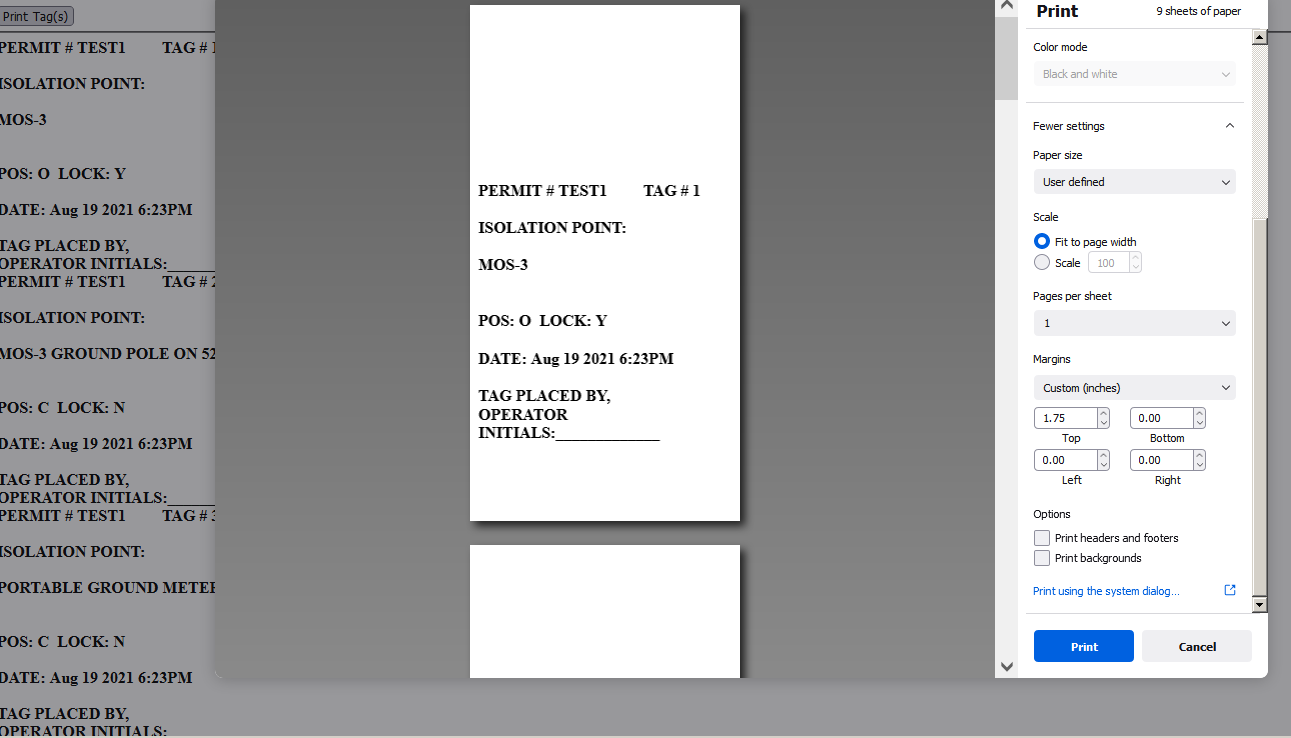 Print Tag(s)
PERMIT # TEST1 TAG # 1
ISOLATION POINT:
MOS-3
POS: O LOCK: Y
DATE: Aug 19 2021 6:23PM
TAG PLACED BY,
OPERATOR INITIALS:______
PERMIT # TEST1 TAG # 2
ISOLATION POINT:
MOS-3 GROUND POLE ON 52
POS: C LOCK: N
DATE: Aug 19 2021 6:23PM
TAG PLACED BY,
OPERATOR INITIALS:______
PERMIT # TEST1 TAG # 3
ISOLATION POINT:
PORTABLE GROUND METER
POS: C LOCK: N
DATE: Aug 19 2021 6:23PM
TAG PLACED BY,
OPERATOR INITIALS:
PERMIT # TEST1 TAG # 1
ISOLATION POINT:
MOS-3
POS: O LOCK: Y
DATE: Aug 19 2021 6:23PM
TAG PLACED BY,
OPERATOR
INITIALS:_____________
Print 9 sheets of paper
Color mode
Black and white
Fewer settings
Paper size
User defined
Scale
Fit to page width
Scale 100
Pages per sheet
1
Margins
Custom (inches)
1.75 0.00
Top Bottom
0.00 0.00
Left Right
Options
Print headers and footers
Print backgrounds
Print using the system dialog...
Print Cancel